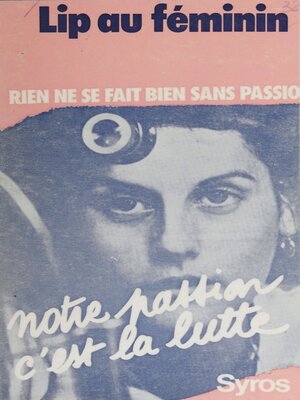 Lip au féminin
RIEN NE SE FAIT BIEN SANS PASSIO
notre passion
c'est la lutte
Syros